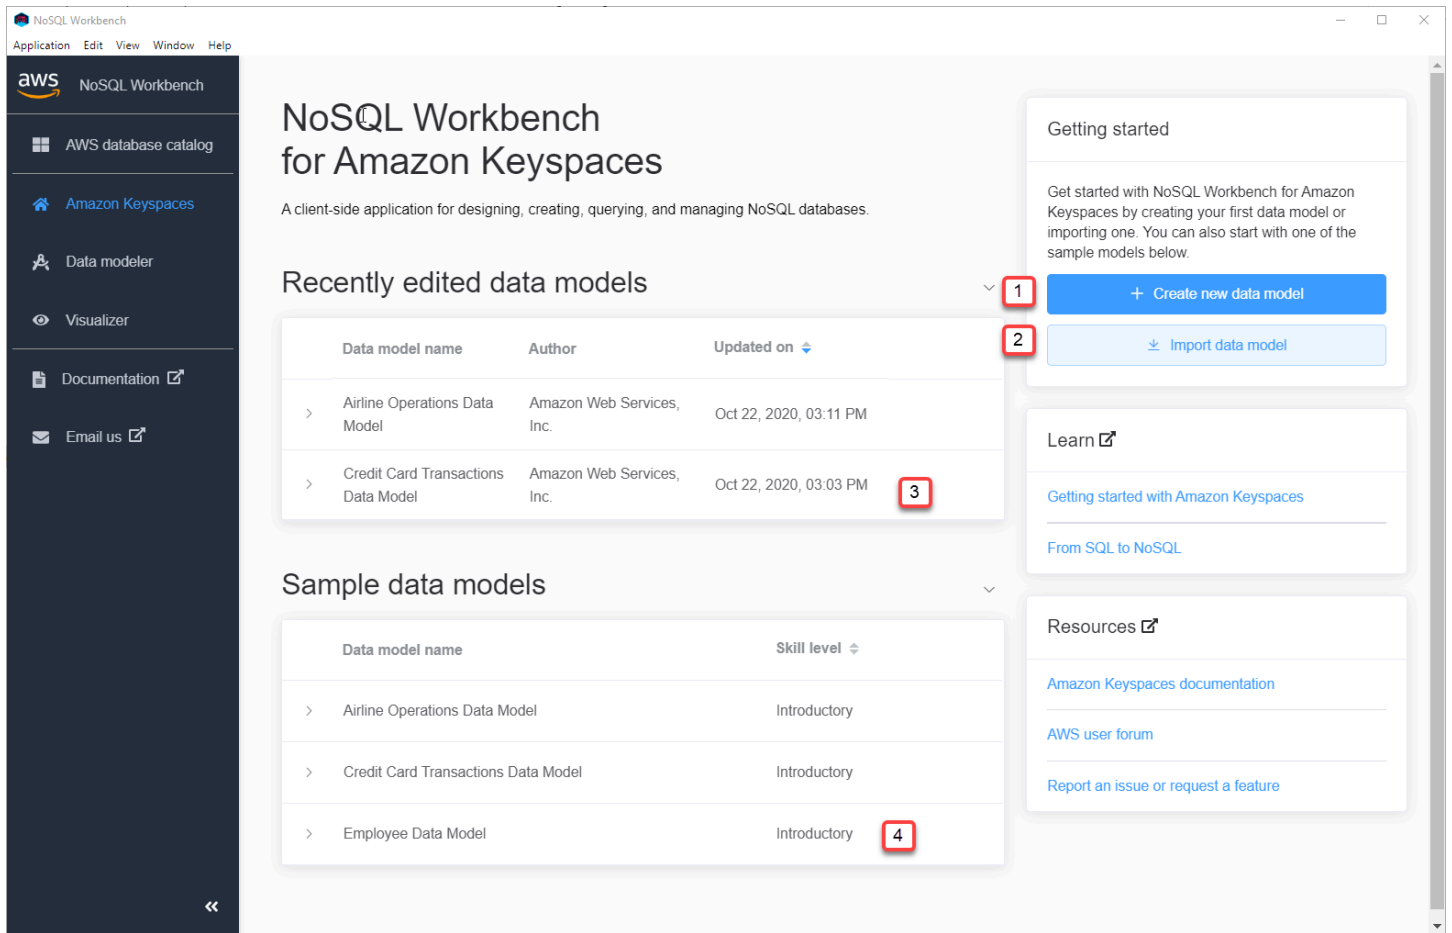 NoSQL Workbench
Application Edit View Window Help
aws NoSQL Workbench
AWS database catalog
Amazon Keyspaces
Data modeler
Visualizer
Documentation
Email us
NoSQL Workbench
for Amazon Keyspaces
A client-side application for designing, creating, querying, and managing NoSQL databases.
Recently edited data models
Data model name Author Updated on
Airline Operations Data Amazon Web Services, Oct 22, 2020, 03:11 PM
Model Inc.
Credit Card Transactions Amazon Web Services, Oct 22, 2020, 03:03 PM
Data Model Inc.
3
Sample data models
Data model name Skill level
Airline Operations Data Model Introductory
Credit Card Transactions Data Model Introductory
Employee Data Model Introductory 4
Getting started
Get started with NoSQL Workbench for Amazon
Keyspaces by creating your first data model or
importing one. You can also start with one of the
sample models below.
1 + Create new data model
2 Import data model
Learn
Getting started with Amazon Keyspaces
From SQL to NoSQL
Resources
Amazon Keyspaces documentation
AWS user forum
Report an issue or request a feature